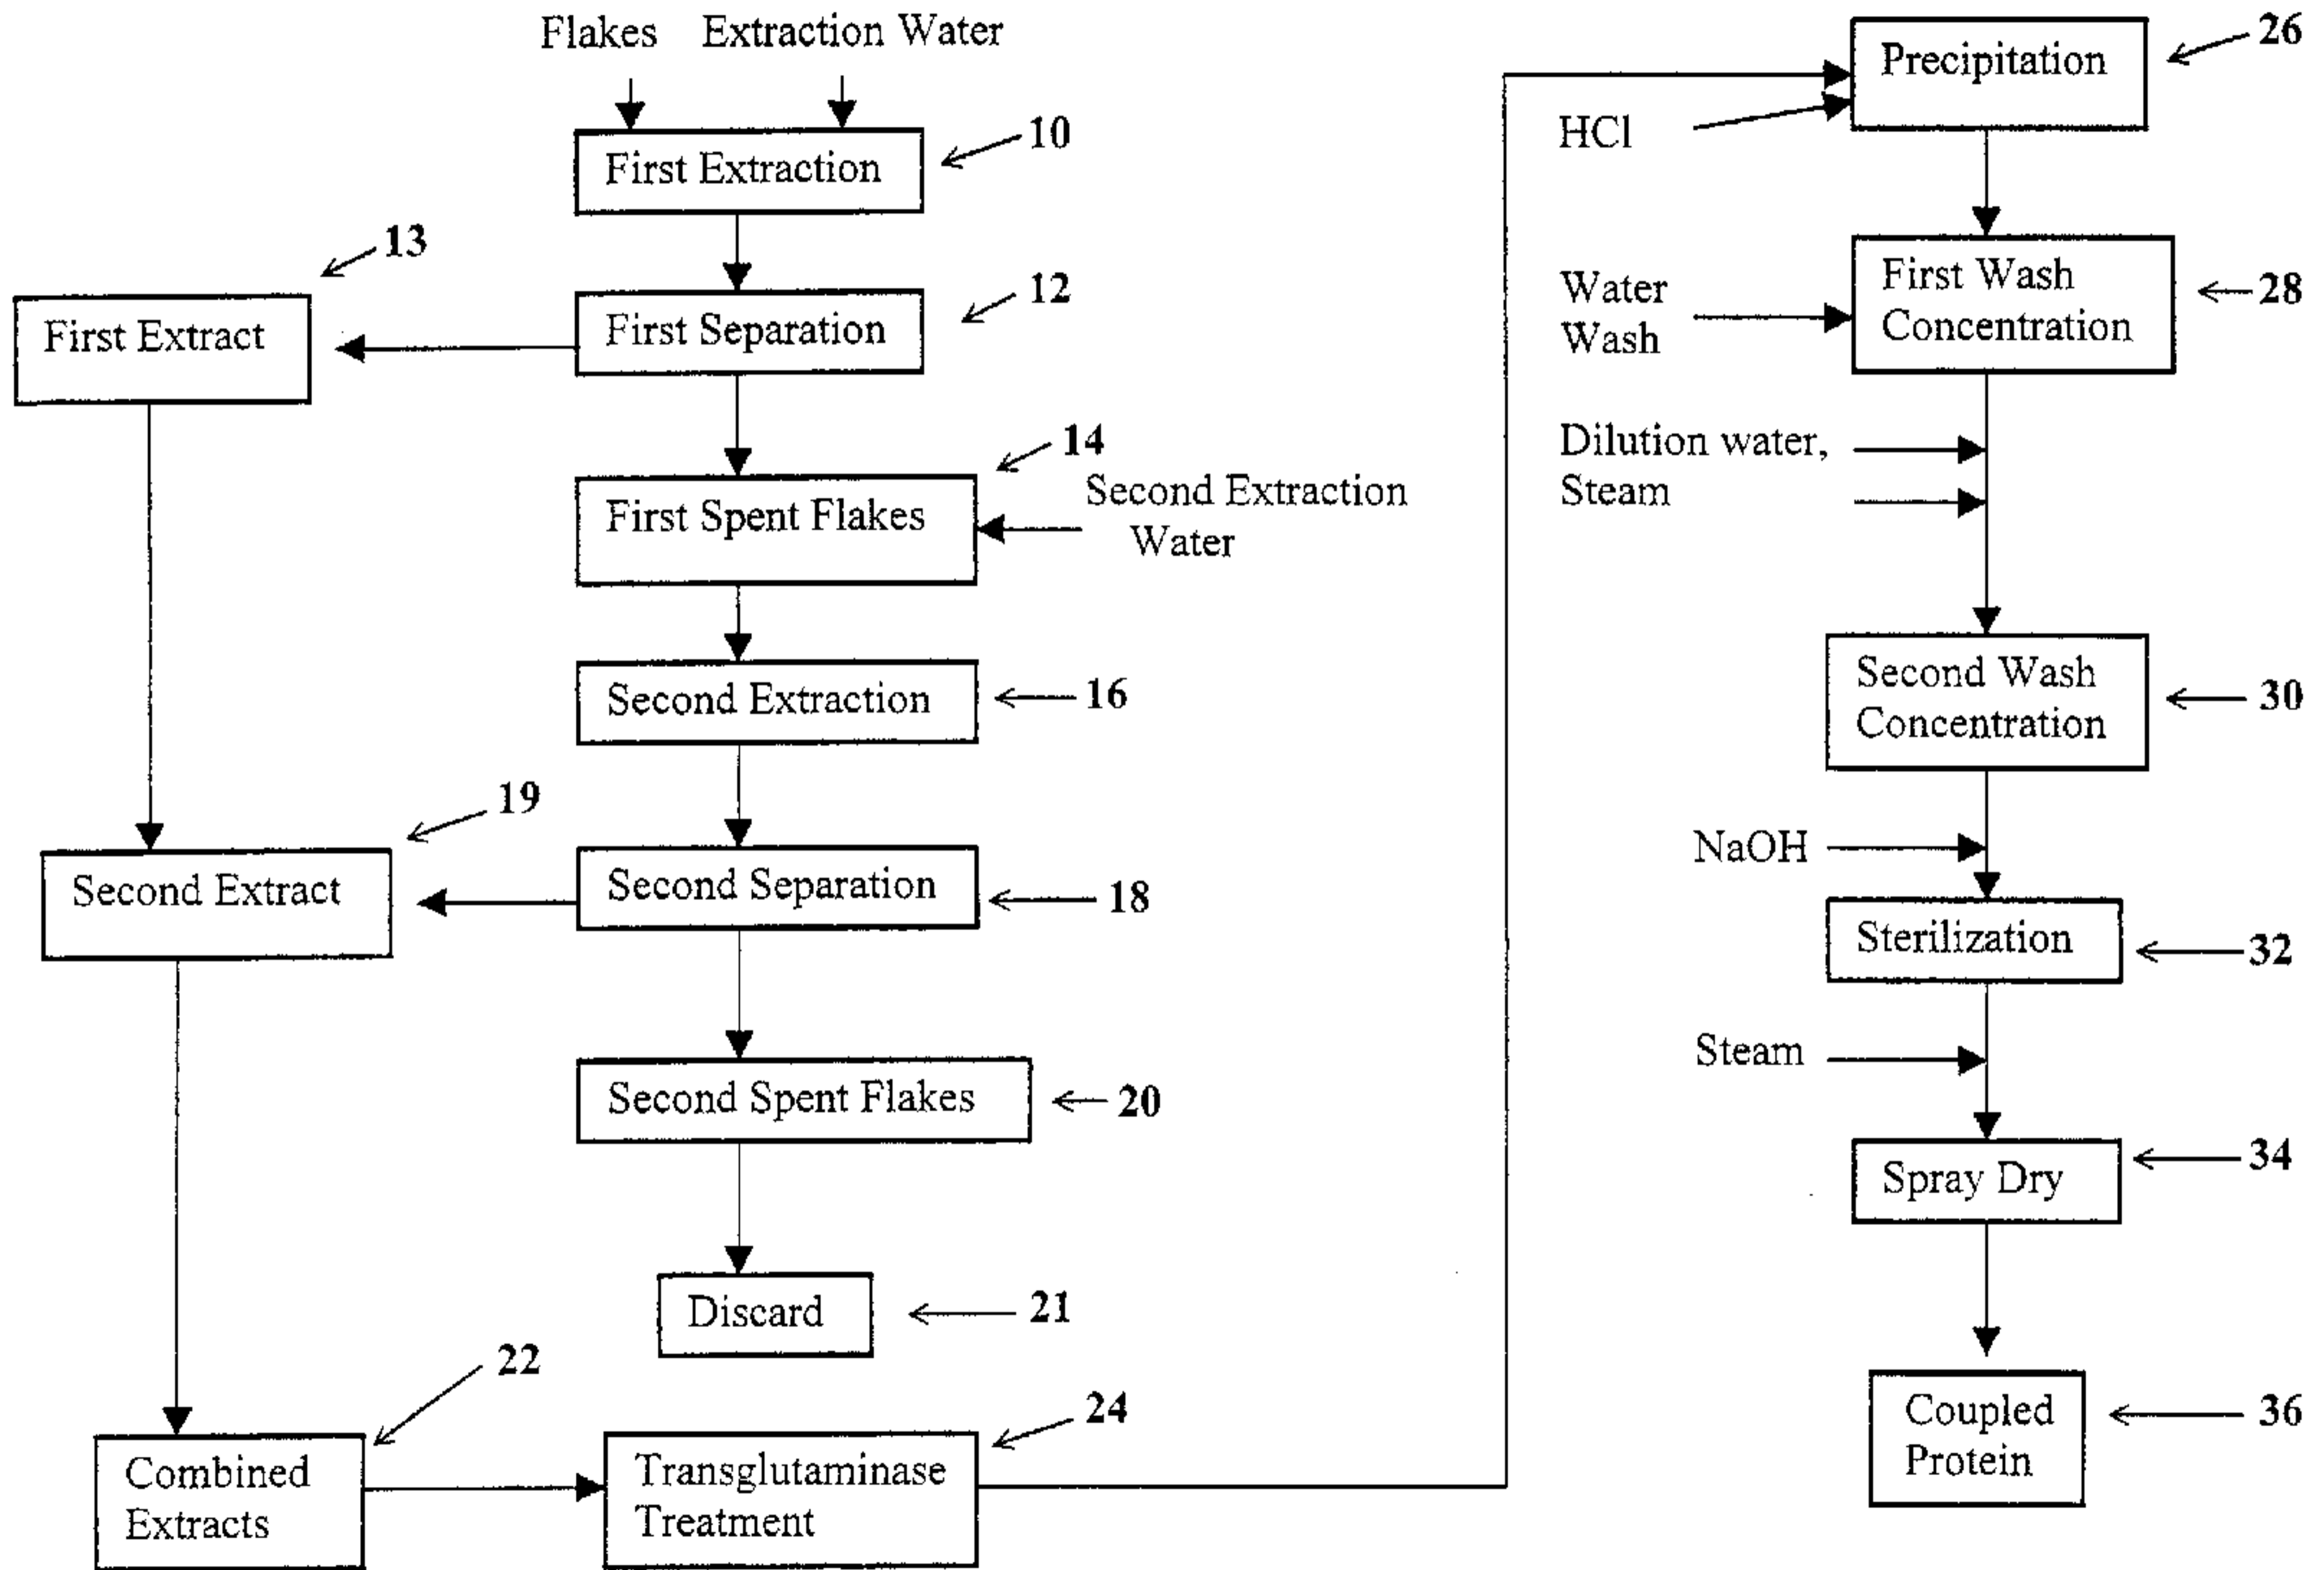 Flakes Extraction Water
First Extraction
10
First Separation
12
First Extract
13
14
First Spent Flakes
Second Extraction
Water
Second Extraction
16
Second Separation
18
19
Second Extract
Second Spent Flakes
20
Discard
21
22
Combined
Extracts
24
Transglutaminase
Treatment
Precipitation
26
HCl
First Wash
Concentration
28
Water
Wash
Dilution water,
Steam
Second Wash
Concentration
30
NaOH
Sterilization
32
Steam
Spray Dry
34
Coupled
Protein
36